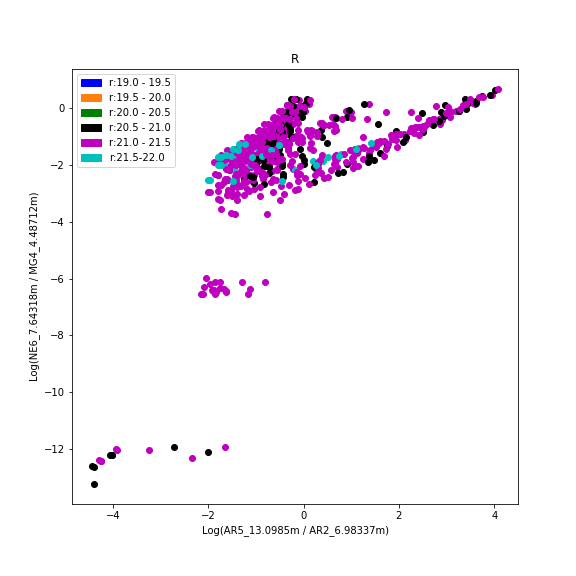 R
r:19.0 - 19.5
r:19.5 - 20.0
r:20.0 - 20.5
r:20.5 - 21.0
r:21.0 - 21.5
r:21.5-22.0
0
−2
−4
−6
−8
−10
−12
Log(NE6_7.64318m / MG4_4.48712m)
−4
−2
0
2
4
Log(AR5_13.0985m / AR2_6.98337m)